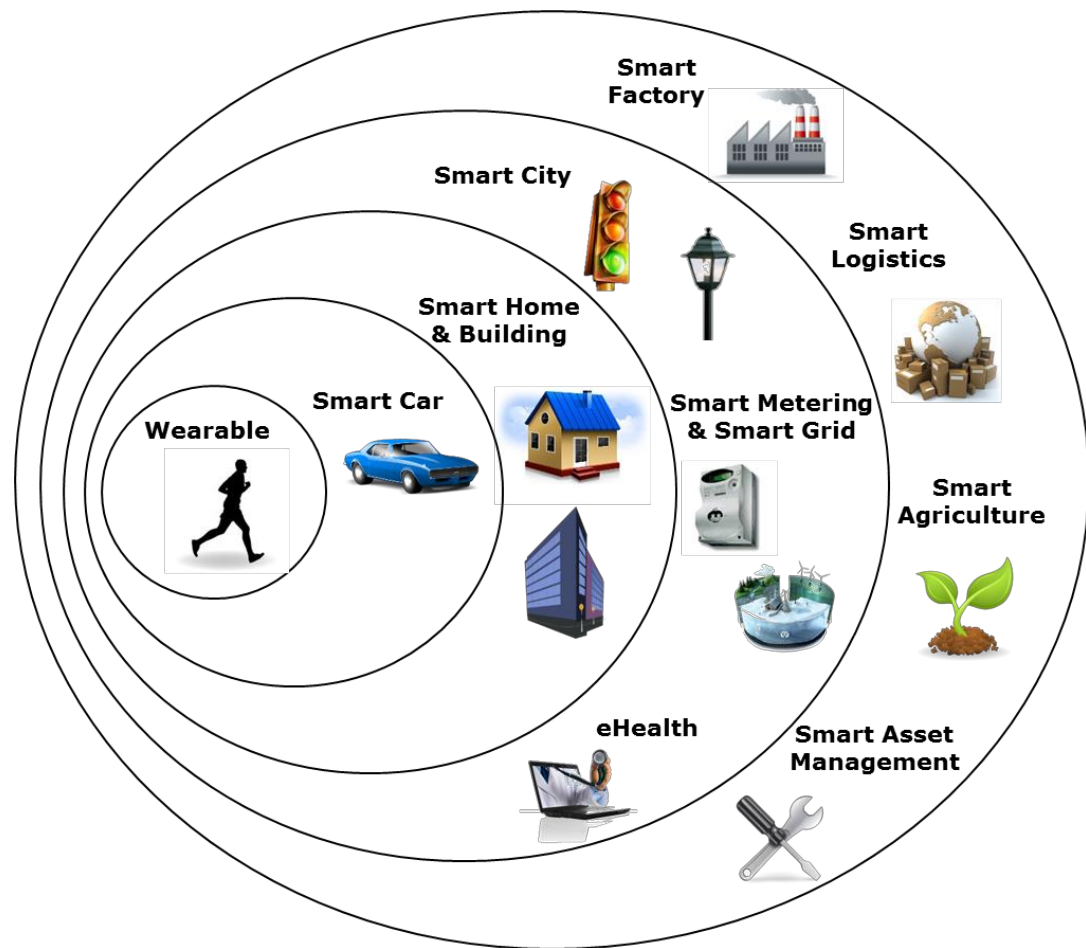 Smart
Factory
Smart City
Smart
Logistics
Smart Home
& Building
Smart Car
Smart Metering
& Smart Grid
Wearable
Smart
Agriculture
eHealth
Smart Asset
Management